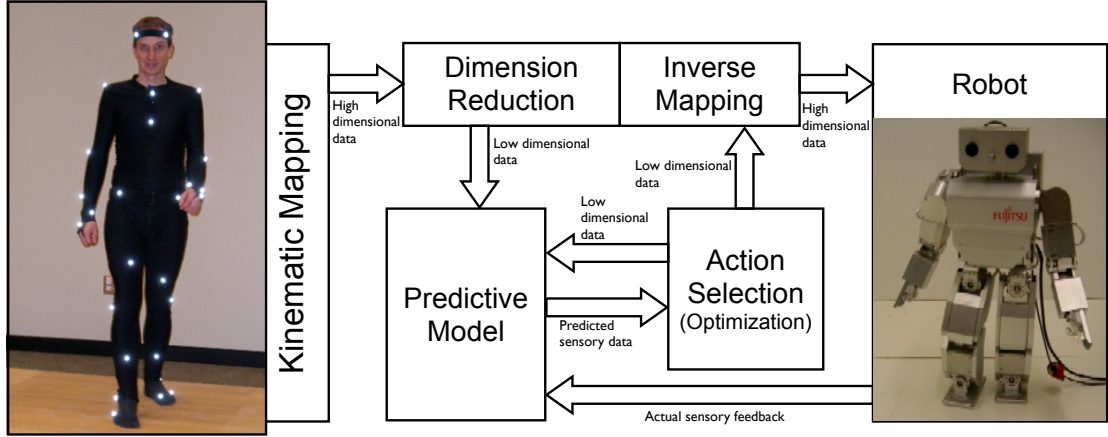 Kinematic Mapping
High
dimensional
data
Dimension
Reduction
Inverse
Mapping
High
dimensional
data
Robot
Low dimensional
data
Low dimensional
data
Low
dimensional
data
Predictive
Model
Predicted
sensory data
Action
Selection
(Optimization)
Actual sensory feedback
FUJITSU